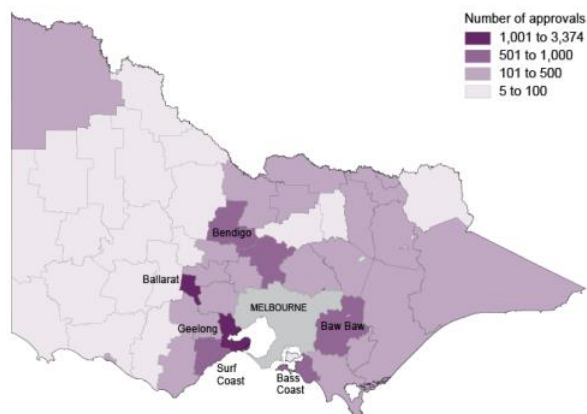 Number of approvals
1,001 to 3,374
501 to 1,000
101 to 500
5 to 100
Bendigo
Ballarat
MELBOURNE
Geelong
Baw Baw
Surf
Coast
Bass
Coast